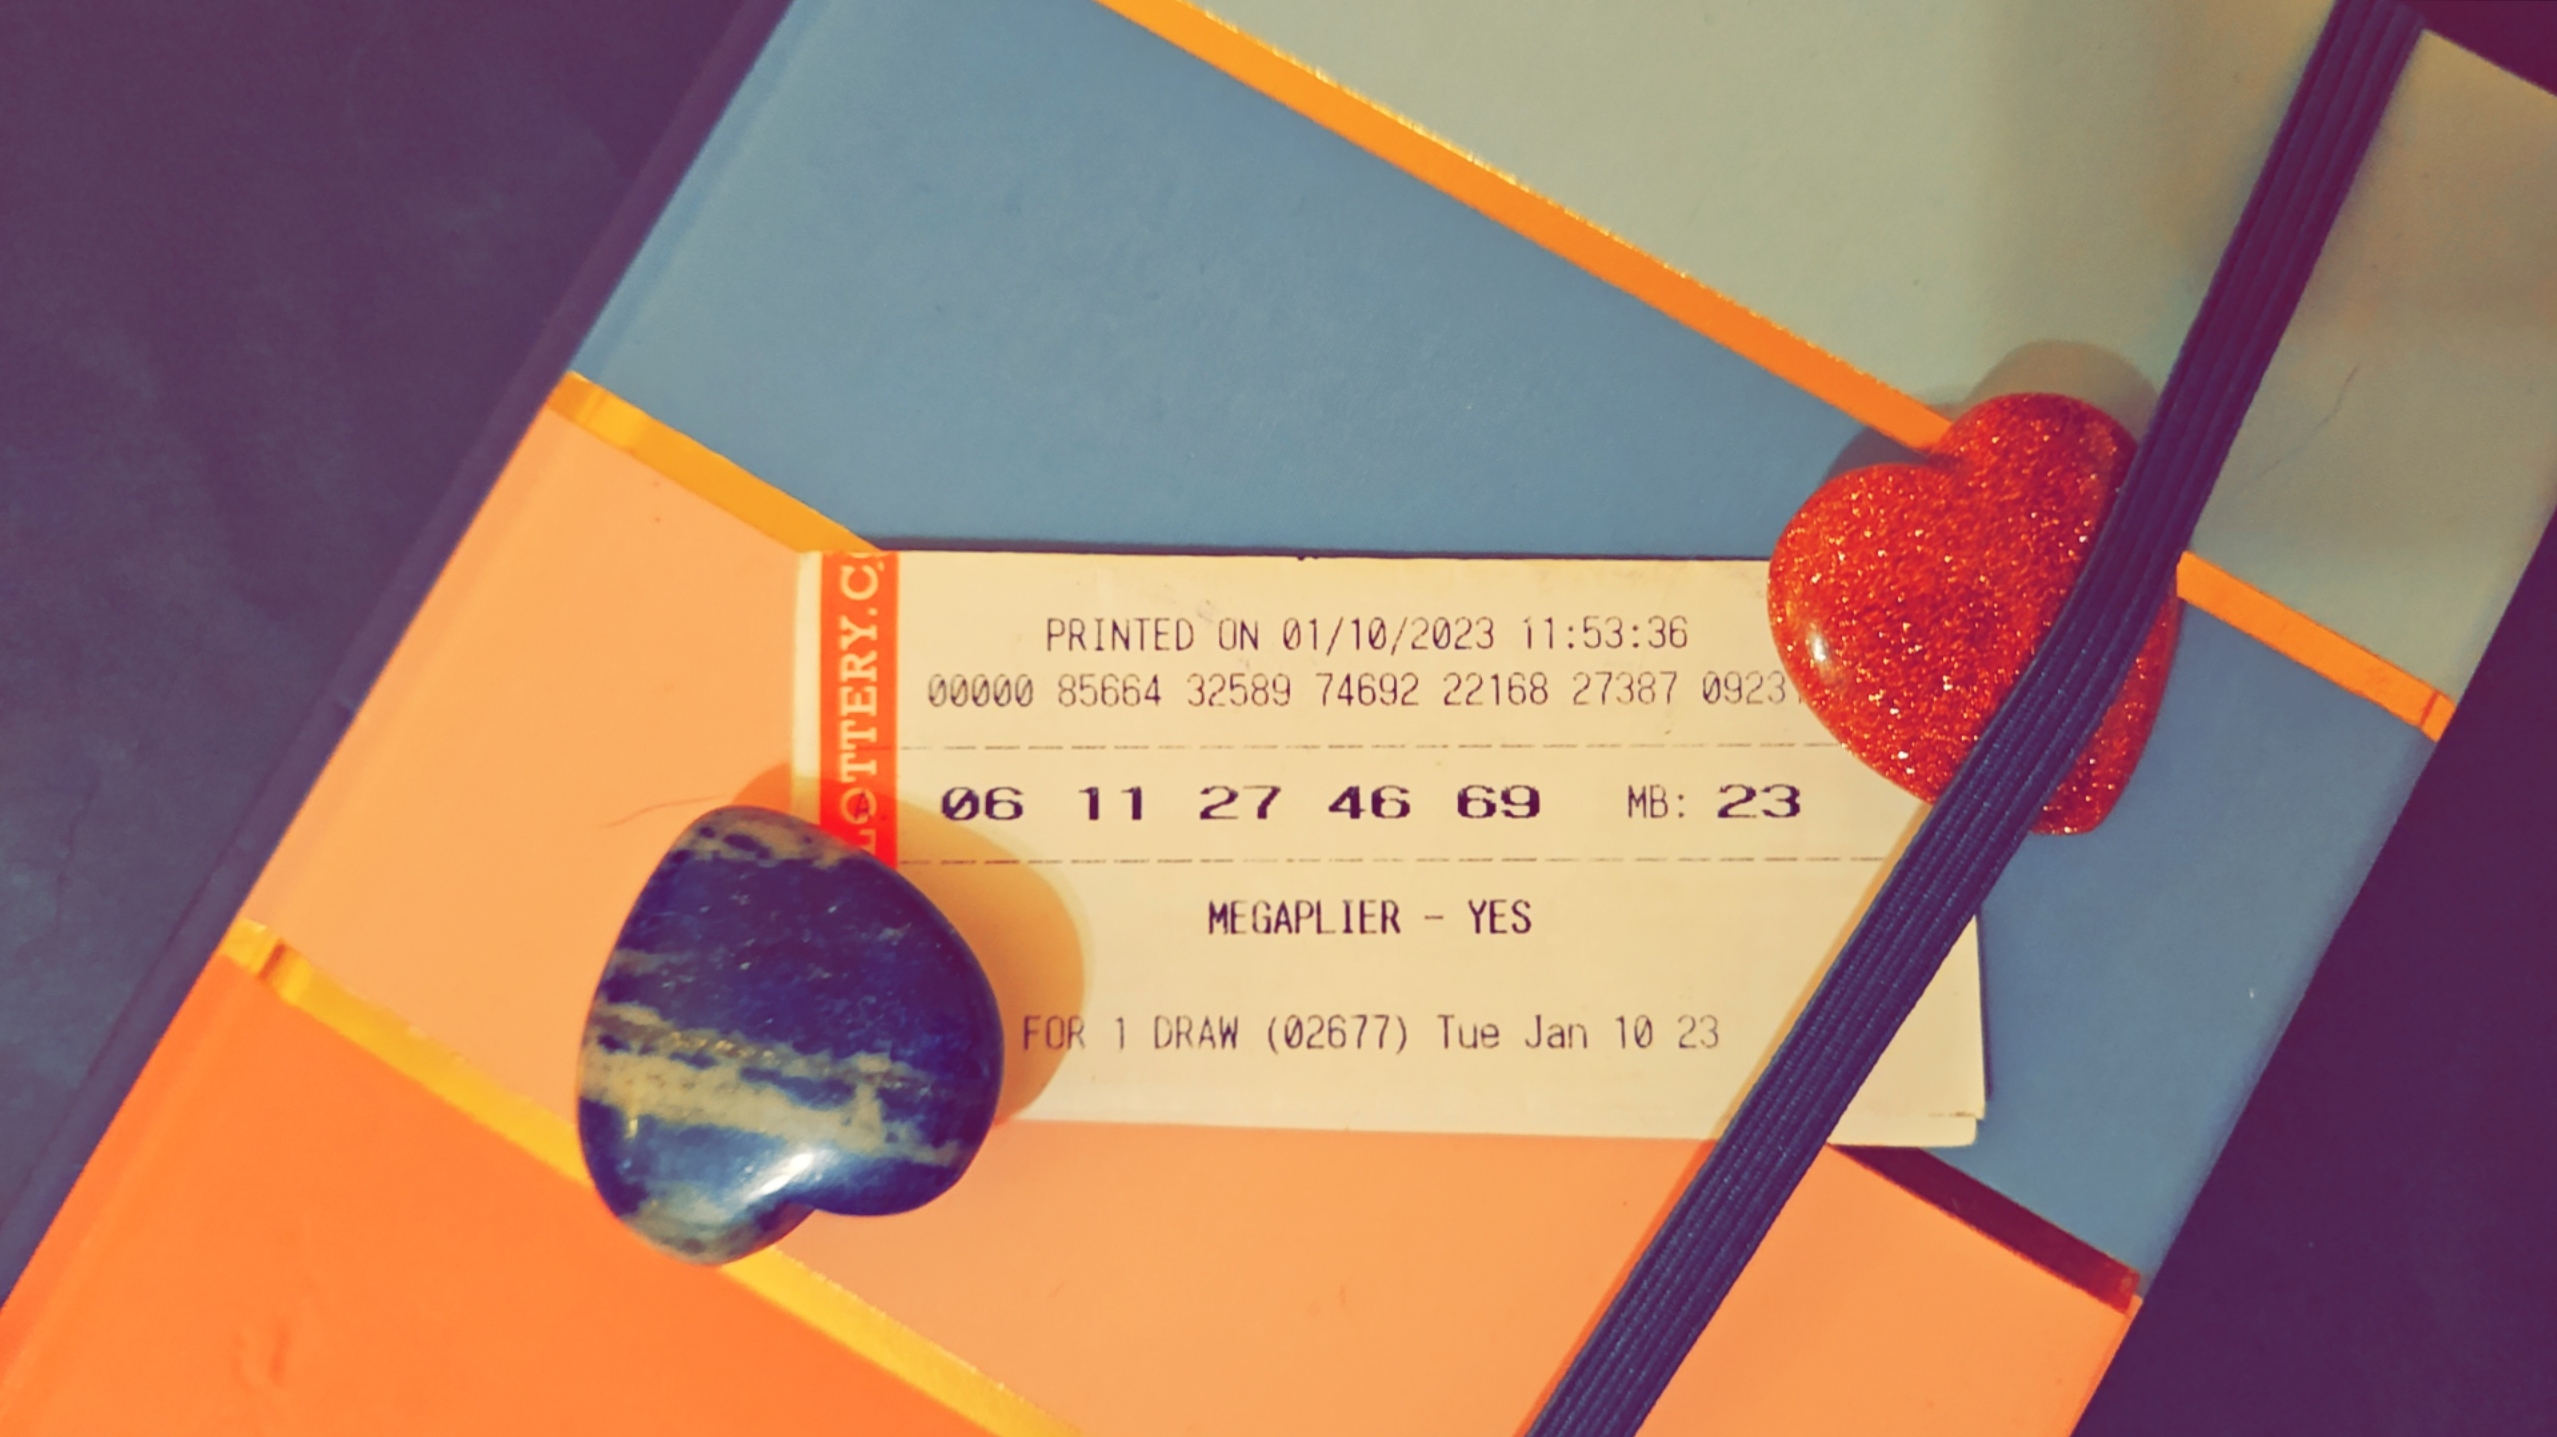 LOTTERY.C
PRINTED ON 01/10/2023 11:53:36
00000 85664 32589 74692 22168 27387 0923
06 11 27 46 69 MB: 23
MEGAPLIER - YES
FOR 1 DRAW (02677) Tue Jan 10 23